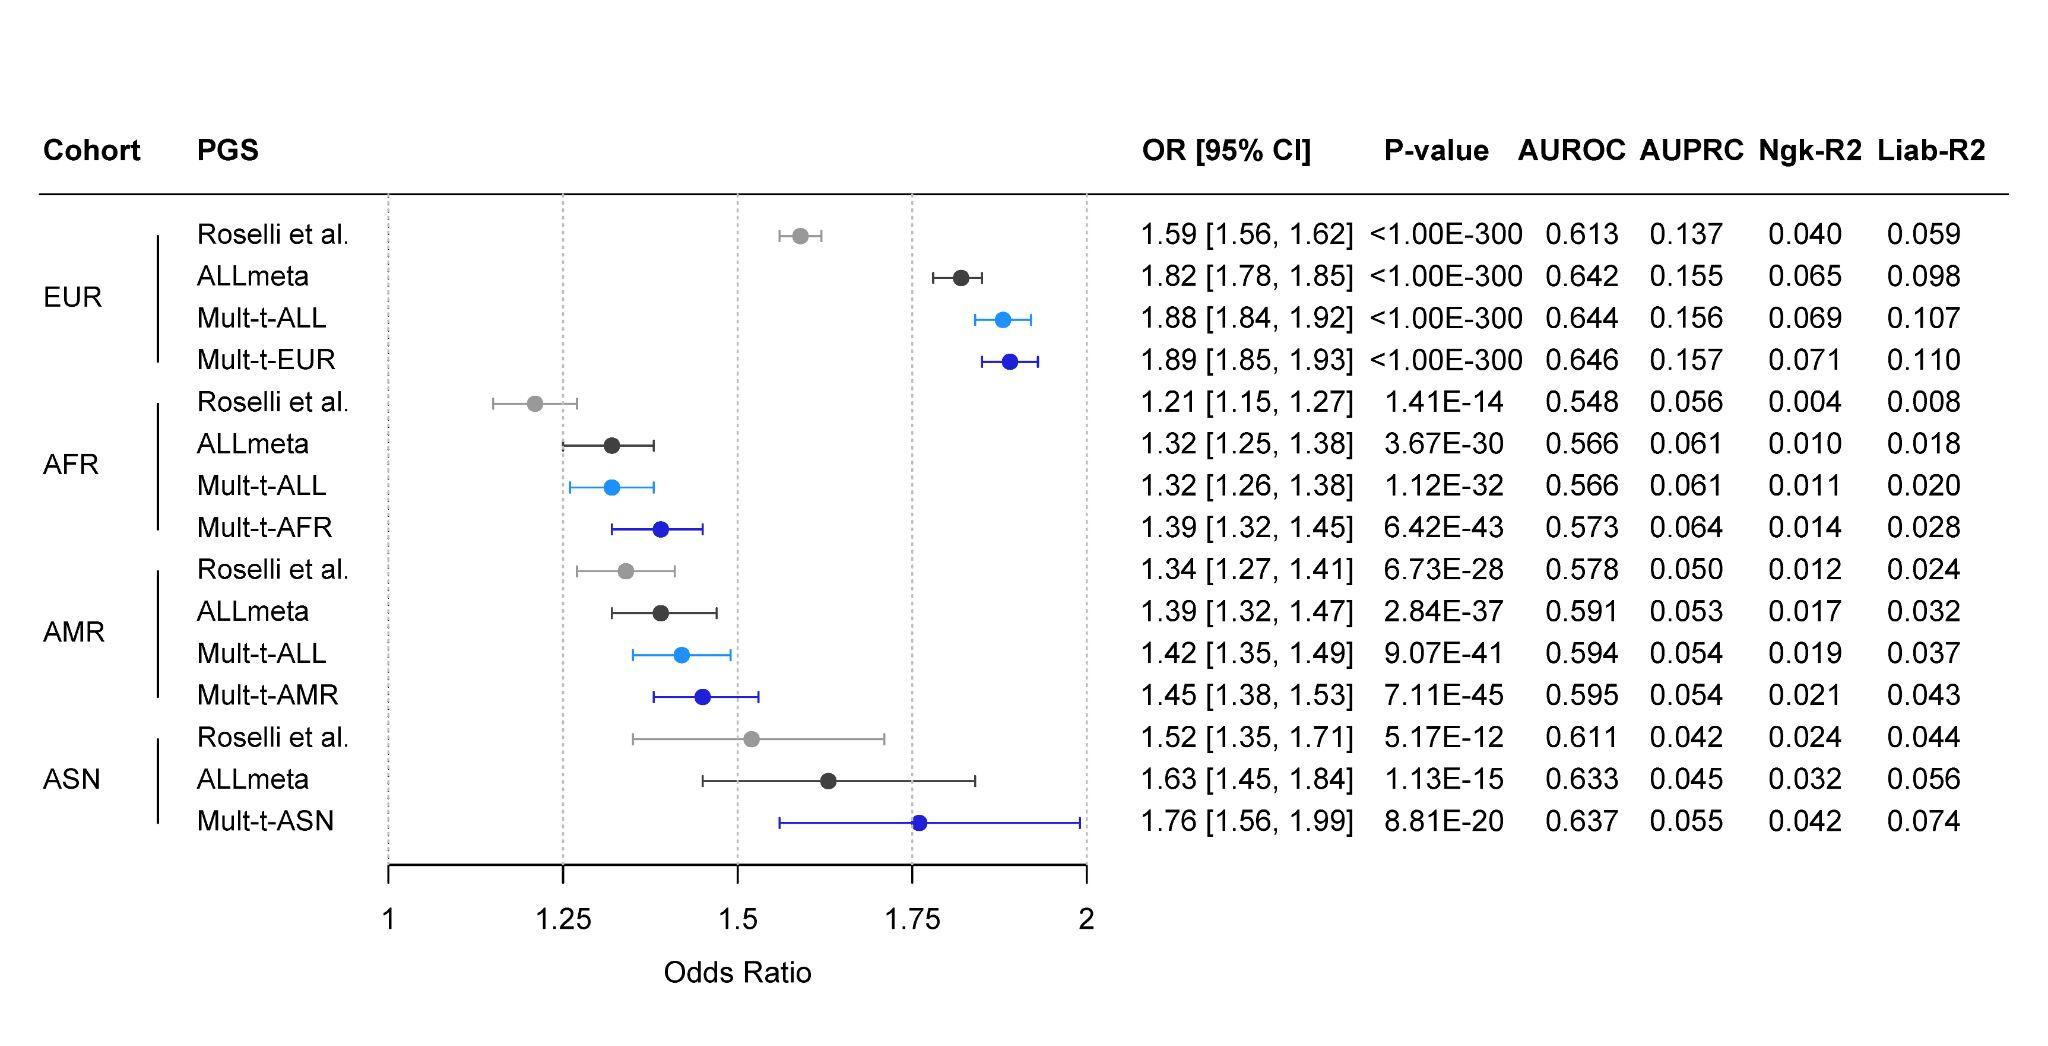 Cohort PGS OR [95% CI] P-value AUROC AUPRC Ngk-R2 Liab-R2
Roselli et al. 1.59 [1.56, 1.62] <1.00E-300 0.613 0.137 0.040 0.059
ALLmeta 1.82 [1.78, 1.85] <1.00E-300 0.642 0.155 0.065 0.098
EUR
Mult-t-ALL 1.88 [1.84, 1.92] <1.00E-300 0.644 0.156 0.069 0.107
Mult-t-EUR 1.89 [1.85, 1.93] <1.00E-300 0.646 0.157 0.071 0.110
Roselli et al. 1.21 [1.15, 1.27] 1.41E-14 0.548 0.056 0.004 0.008
ALLmeta 1.32 [1.25, 1.38] 3.67E-30 0.566 0.061 0.010 0.018
AFR
Mult-t-ALL 1.32 [1.26, 1.38] 1.12E-32 0.566 0.061 0.011 0.020
Mult-t-AFR 1.39 [1.32, 1.45] 6.42E-43 0.573 0.064 0.014 0.028
Roselli et al. 1.34 [1.27, 1.41] 6.73E-28 0.578 0.050 0.012 0.024
ALLmeta 1.39 [1.32, 1.47] 2.84E-37 0.591 0.053 0.017 0.032
AMR
Mult-t-ALL 1.42 [1.35, 1.49] 9.07E-41 0.594 0.054 0.019 0.037
Mult-t-AMR 1.45 [1.38, 1.53] 7.11E-45 0.595 0.054 0.021 0.043
Roselli et al. 1.52 [1.35, 1.71] 5.17E-12 0.611 0.042 0.024 0.044
ASN ALLmeta 1.63 [1.45, 1.84] 1.13E-15 0.633 0.045 0.032 0.056
Mult-t-ASN 1.76 [1.56, 1.99] 8.81E-20 0.637 0.055 0.042 0.074
1 1.25 1.5 1.75 2
Odds Ratio